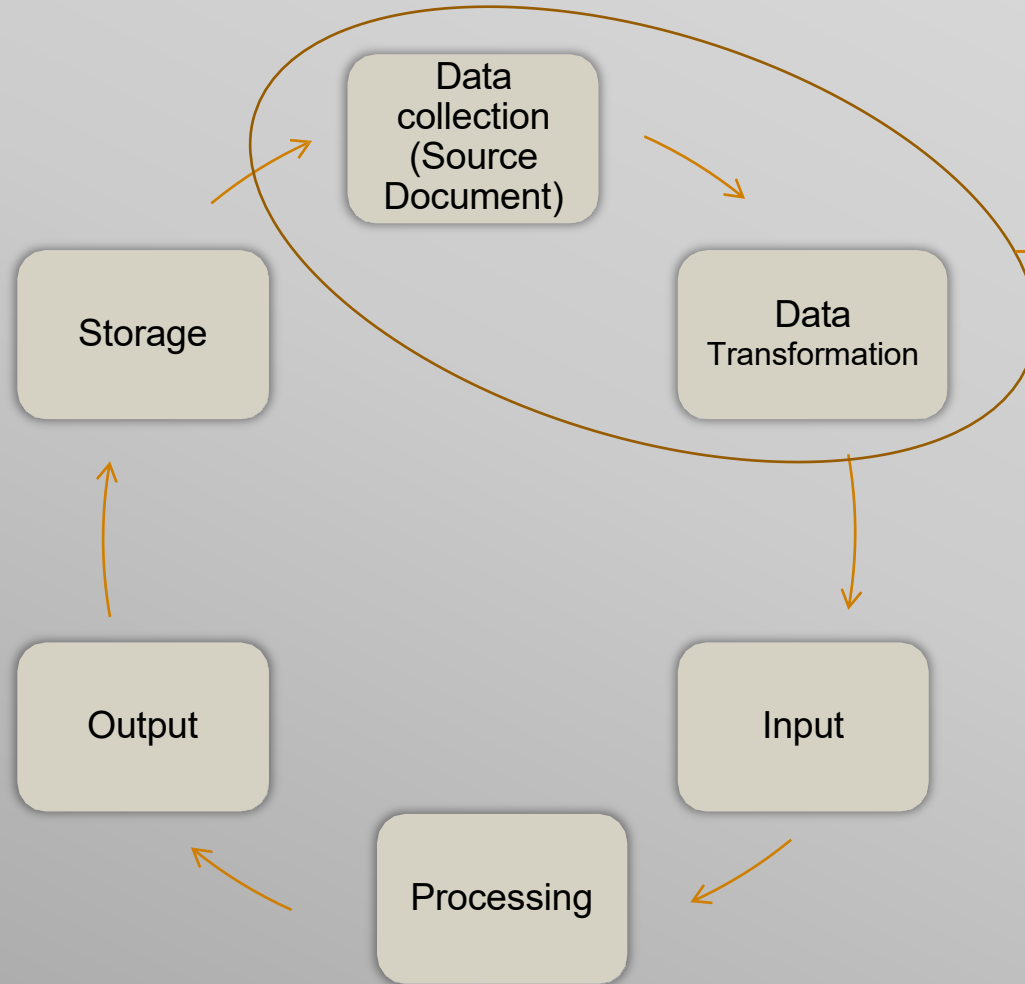 Data
collection
(Source
Document)
Storage
Data
Transformation
Output
Input
Processing